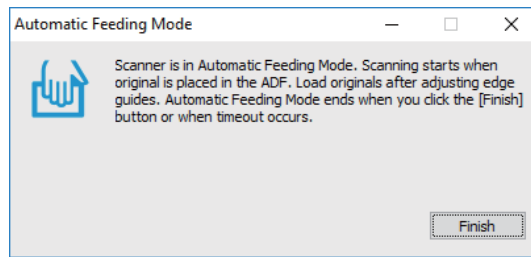 Automatic Feeding Mode
Scanner is in Automatic Feeding Mode. Scanning starts when
original is placed in the ADF. Load originals after adjusting edge
guides. Automatic Feeding Mode ends when you click the [Finish]
button or when timeout occurs.
Finish